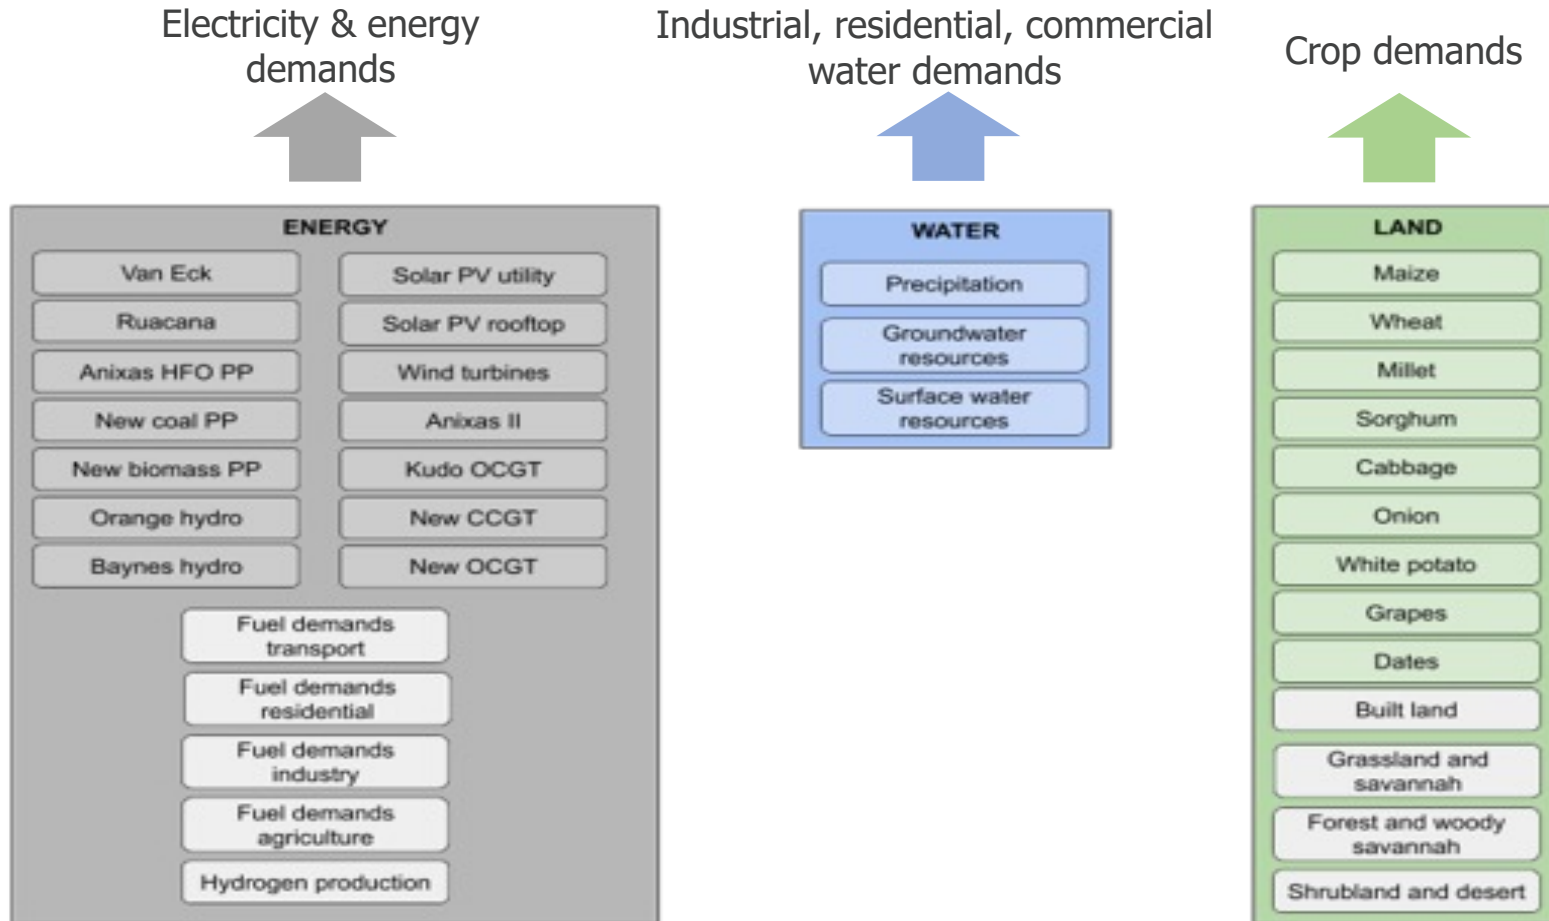 Electricity & energy
demands
Industrial, residential, commercial
water demands
Crop demands
ENERGY
Van Eck
Ruacana
Anixas HFO PP
New coal PP
New biomass PP
Orange hydro
Baynes hydro
Solar PV utility
Solar PV rooftop
Wind turbines
Anixas II
Kudo OCGT
New CCGT
New OCGT
Fuel demands
transport
Fuel demands
residential
Fuel demands
industry
Fuel demands
agriculture
Hydrogen production
WATER
Precipitation
Groundwater
resources
Surface water
resources
LAND
Maize
Wheat
Millet
Sorghum
Cabbage
Onion
White potato
Grapes
Dates
Built land
Grassland and
savannah
Forest and woody
savannah
Shrubland and desert